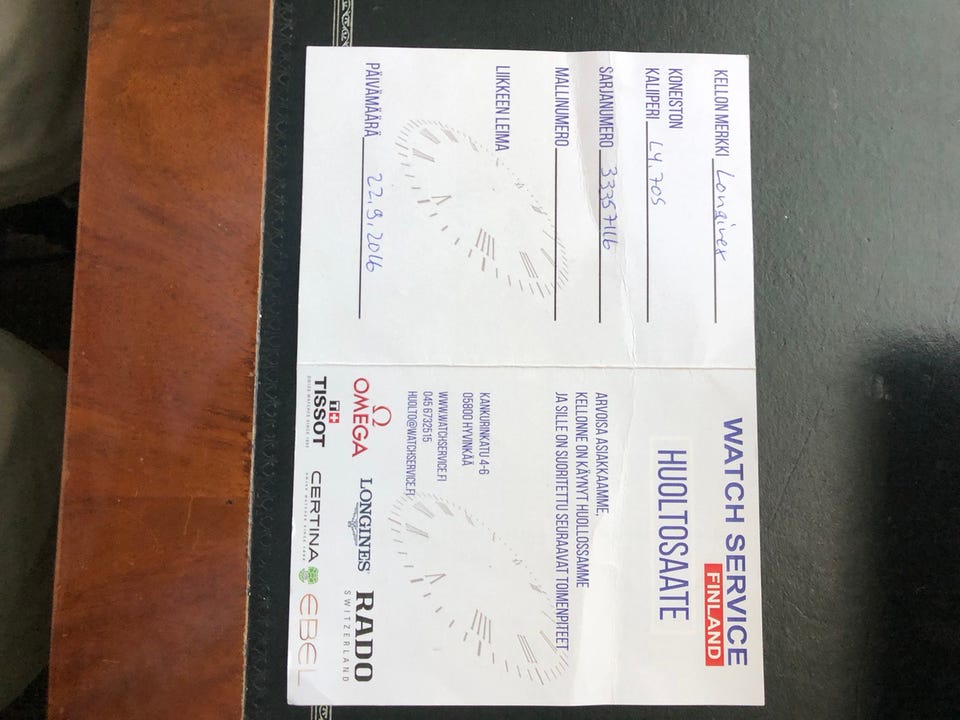 KELLON MERKKI Longines
KONEISTON
KALIIPERI L4.705
SARJANUMERO 33357116
MALLINUMERO
LIIKKEEN LEIMA
PÄIVÄMÄÄRÄ 22.9.2016
WATCH SERVICE
FINLAND
HUOLTOSAATE
ARVOISA ASIAKKAAMME,
KELLONNE ON KÄYNYT HUOLLOSSAMME
JA SILLE ON SUORITETTU SEURAAVAT TOIMENPITEET
KANKURINKATU 4-6
05800 HYVINKÄÄ
WWW.WATCHSERVICE.FI
045 6732515
HUOLTO@WATCHSERVICE.FI
OMEGA
LONGINES
RADO
SWITZERLAND
TISSOT
CERTINA
EBEL